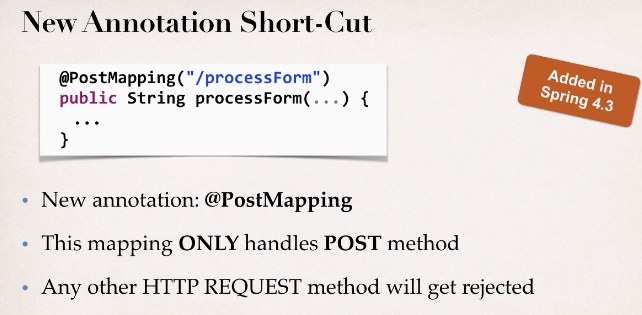 New Annotation Short-Cut
@PostMapping("/processForm")
public String processForm(...) {
...
}
Added in
Spring 4.3
• New annotation: @PostMapping
• This mapping ONLY handles POST method
• Any other HTTP REQUEST method will get rejected